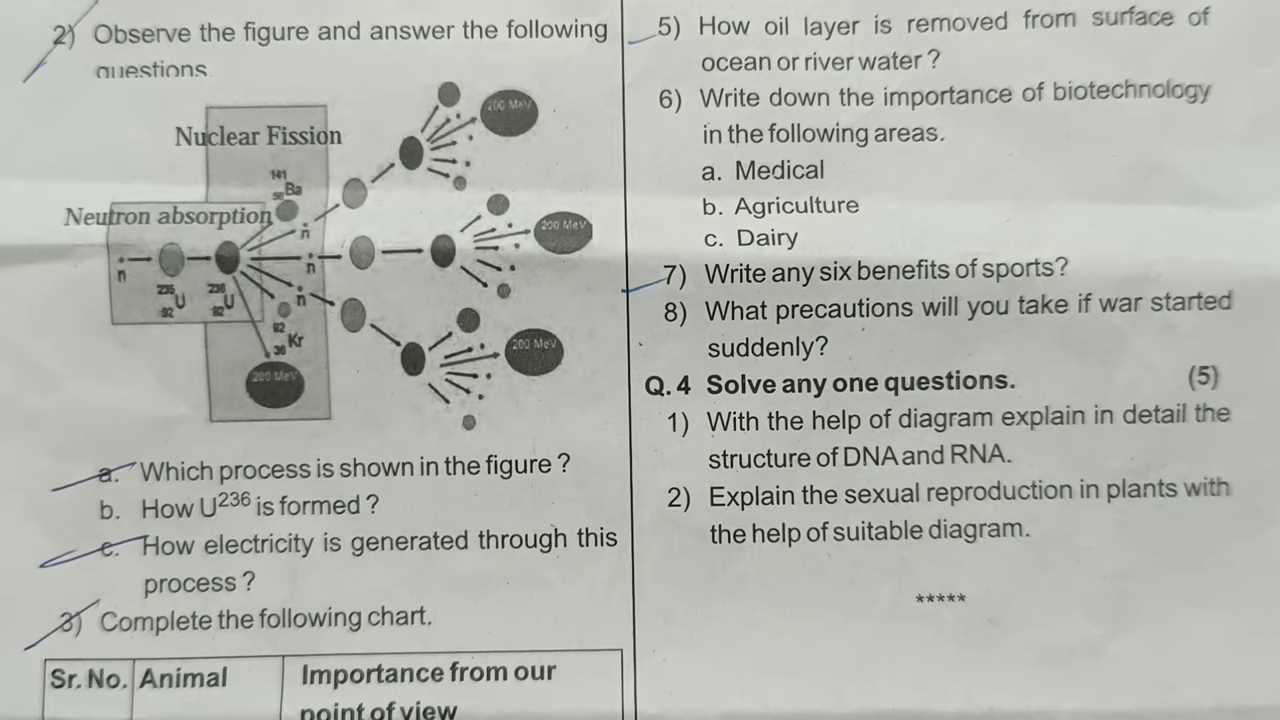 2) Observe the figure and answer the following
questions.
Nuclear Fission
141
56
Ba
Neutron absorption
n
n
n
n
235
92
U
236
92
U
92
36
Kr
200 MeV
200 MeV
200 MeV
200 MeV
a. Which process is shown in the figure ?
b. How U236 is formed ?
c. How electricity is generated through this
process ?
3) Complete the following chart.
Sr. No. Animal Importance from our
point of view
5) How oil layer is removed from surface of
ocean or river water ?
6) Write down the importance of biotechnology
in the following areas.
a. Medical
b. Agriculture
c. Dairy
7) Write any six benefits of sports?
8) What precautions will you take if war started
suddenly?
Q. 4 Solve any one questions. (5)
1) With the help of diagram explain in detail the
structure of DNA and RNA.
2) Explain the sexual reproduction in plants with
the help of suitable diagram.
*****